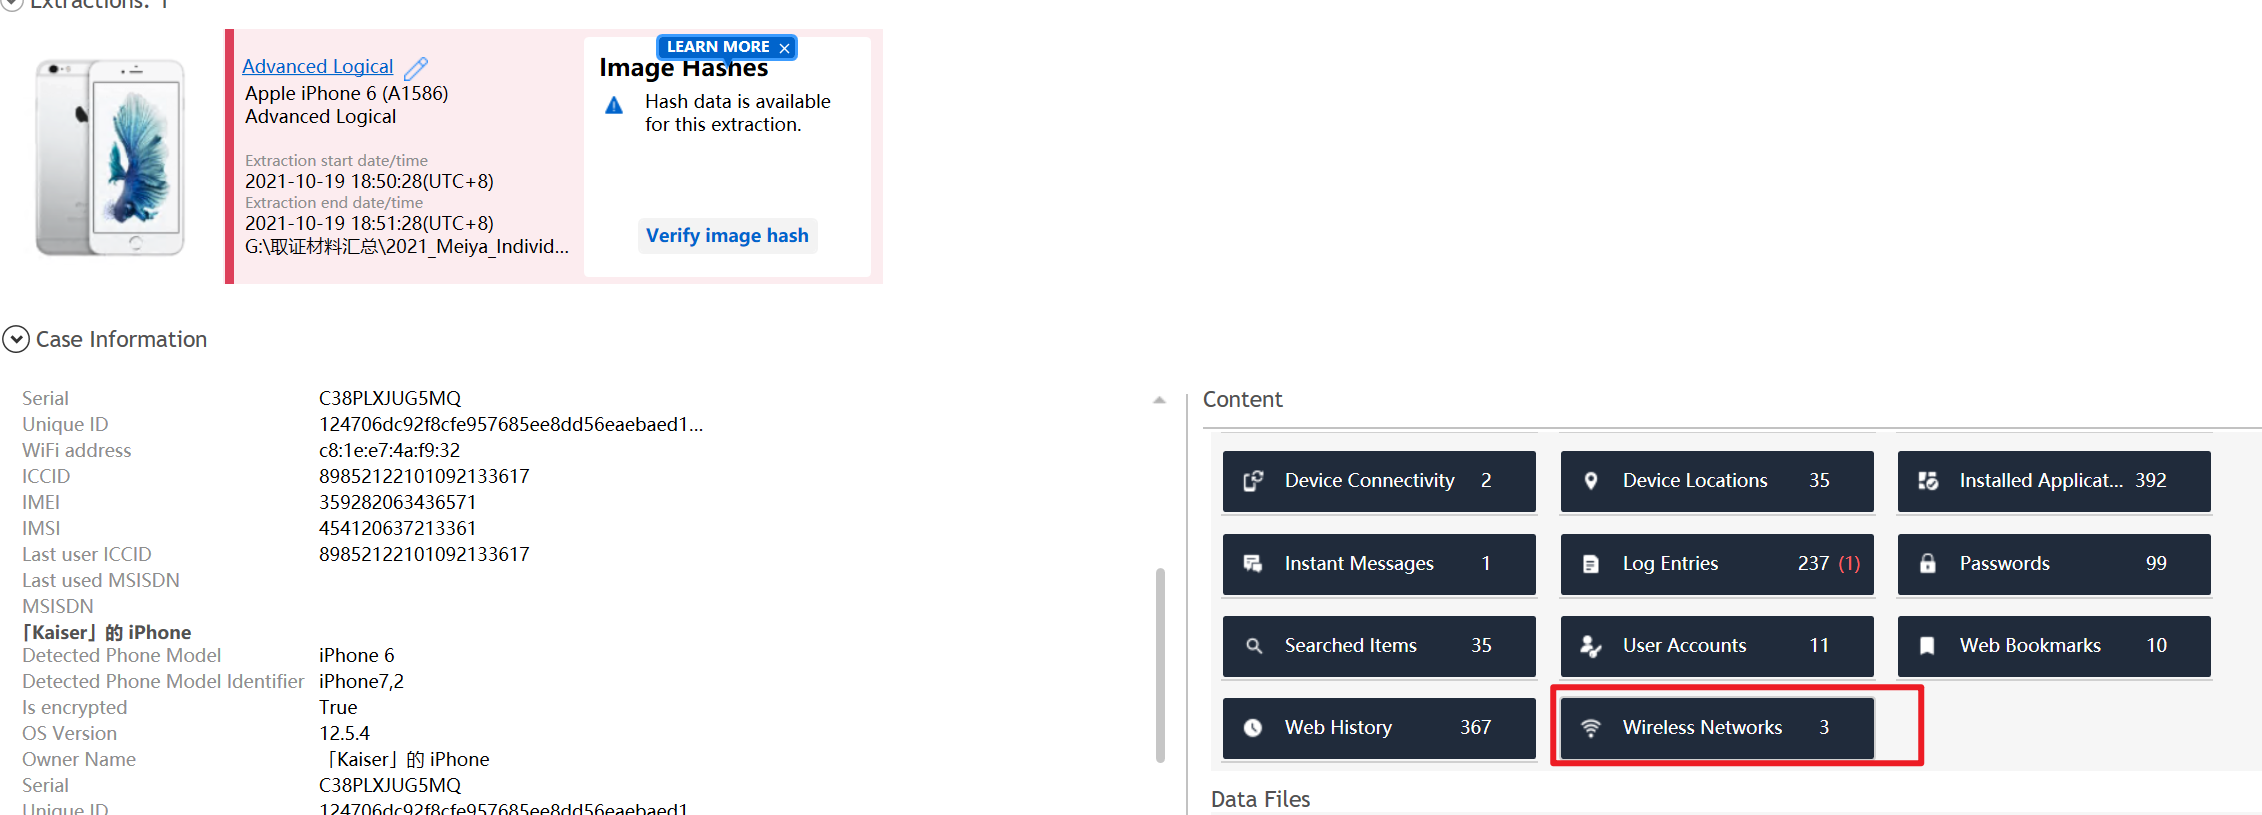 Extractions: 1
Advanced Logical
Apple iPhone 6 (A1586)
Advanced Logical
Extraction start date/time
2021-10-19 18:50:28(UTC+8)
Extraction end date/time
2021-10-19 18:51:28(UTC+8)
G:\取证材料汇总\2021_Meiya_Individ...
LEARN MORE ×
Image Hashes
Hash data is available
for this extraction.
Verify image hash
Case Information
Serial C38PLXJUG5MQ
Unique ID 124706dc92f8cfe957685ee8dd56eaebaed1...
WiFi address c8:1e:e7:4a:f9:32
ICCID 89852122101092133617
IMEI 359282063436571
IMSI 454120637213361
Last user ICCID 89852122101092133617
Last used MSISDN
MSISDN
「Kaiser」的 iPhone
Detected Phone Model iPhone 6
Detected Phone Model Identifier iPhone7,2
Is encrypted True
OS Version 12.5.4
Owner Name 「Kaiser」的 iPhone
Serial C38PLXJUG5MQ
Unique ID 124706dc92f8cfe957685ee8dd56eaebaed1
Content
Device Connectivity 2
Device Locations 35
Installed Applicat... 392
Instant Messages 1
Log Entries 237 (1)
Passwords 99
Searched Items 35
User Accounts 11
Web Bookmarks 10
Web History 367
Wireless Networks 3
Data Files